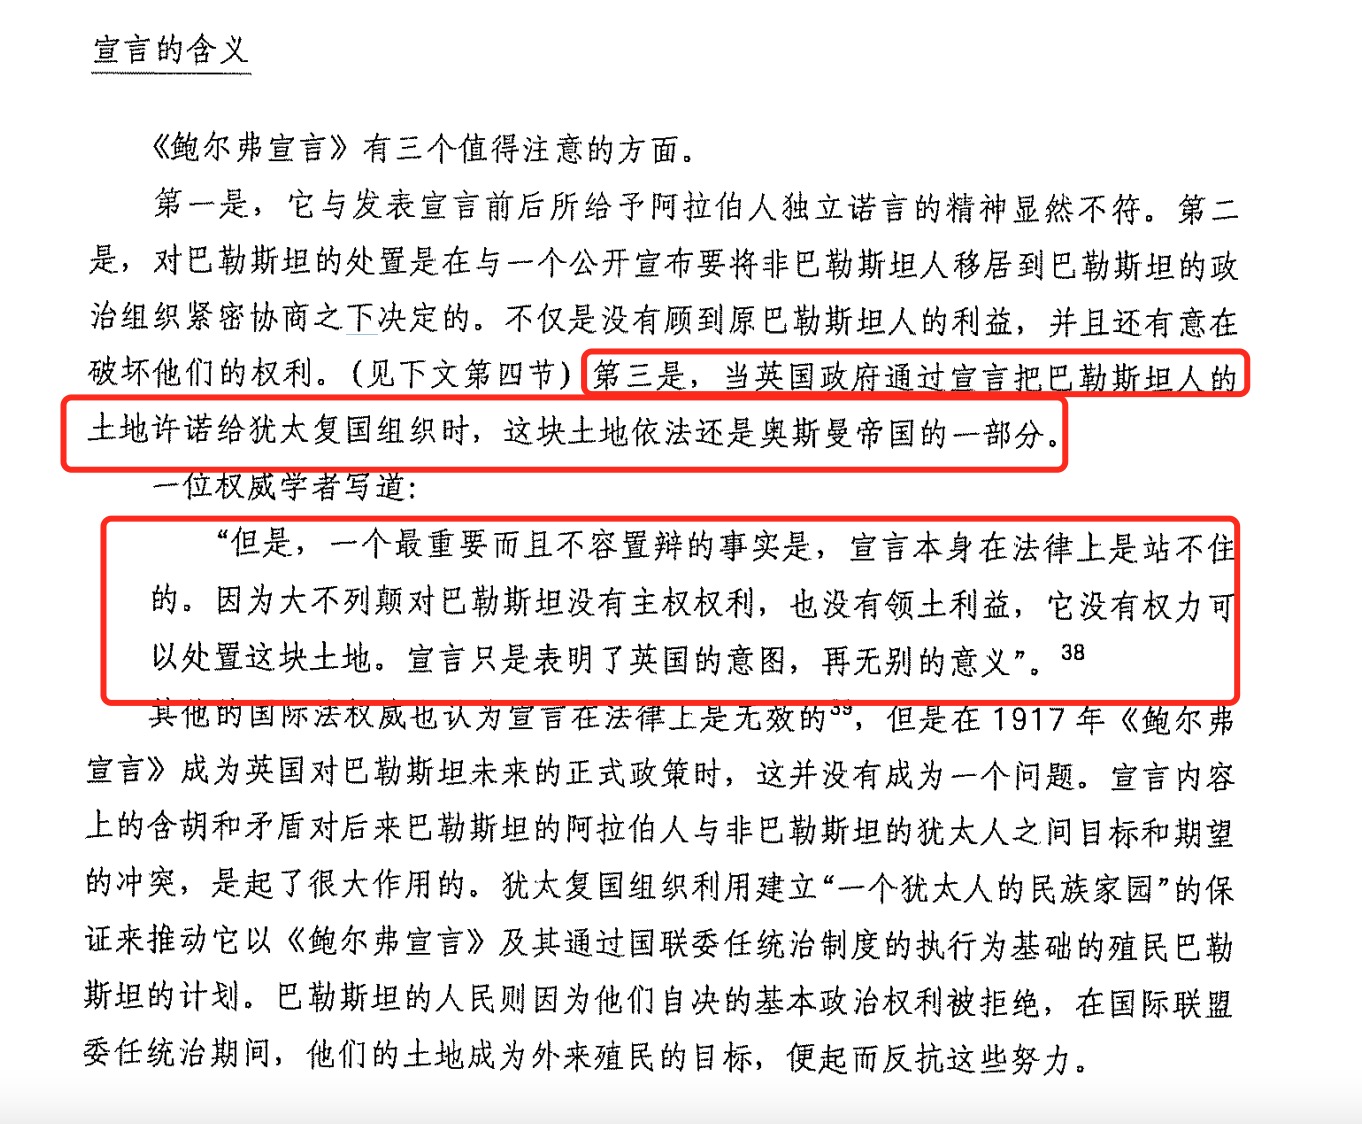 宣言的含义
《鲍尔弗宣言》有三个值得注意的方面。
第一是，它与发表宣言前后所给予阿拉伯人独立诺言的精神显然不符。第二
是，对巴勒斯坦的处置是在与一个公开宣布要将非巴勒斯坦人移居到巴勒斯坦的政
治组织紧密协商之下决定的。不仅是没有顾到原巴勒斯坦人的利益，并且还有意在
破坏他们的权利。(见下文第四节) 第三是，当英国政府通过宣言把巴勒斯坦人的
土地许诺给犹太复国组织时，这块土地依法还是奥斯曼帝国的一部分。
一位权威学者写道：
“但是，一个最重要而且不容置辩的事实是，宣言本身在法律上是站不住
的。因为大不列颠对巴勒斯坦没有主权权利，也没有领土利益，它没有权力可
以处置这块土地。宣言只是表明了英国的意图，再无别的意义”。38
其他的国际法权威也认为宣言在法律上是无效的39，但是在 1917 年《鲍尔弗
宣言》成为英国对巴勒斯坦未来的正式政策时，这并没有成为一个问题。宣言内容
上的含胡和矛盾对后来巴勒斯坦的阿拉伯人与非巴勒斯坦的犹太人之间目标和期望
的冲突，是起了很大作用的。犹太复国组织利用建立“一个犹太人的民族家园”的保
证来推动它以《鲍尔弗宣言》及其通过国联委任统治制度的执行为基础的殖民巴勒
斯坦的计划。巴勒斯坦的人民则因为他们自决的基本政治权利被拒绝，在国际联盟
委任统治期间，他们的土地成为外来殖民的目标，便起而反抗这些努力。